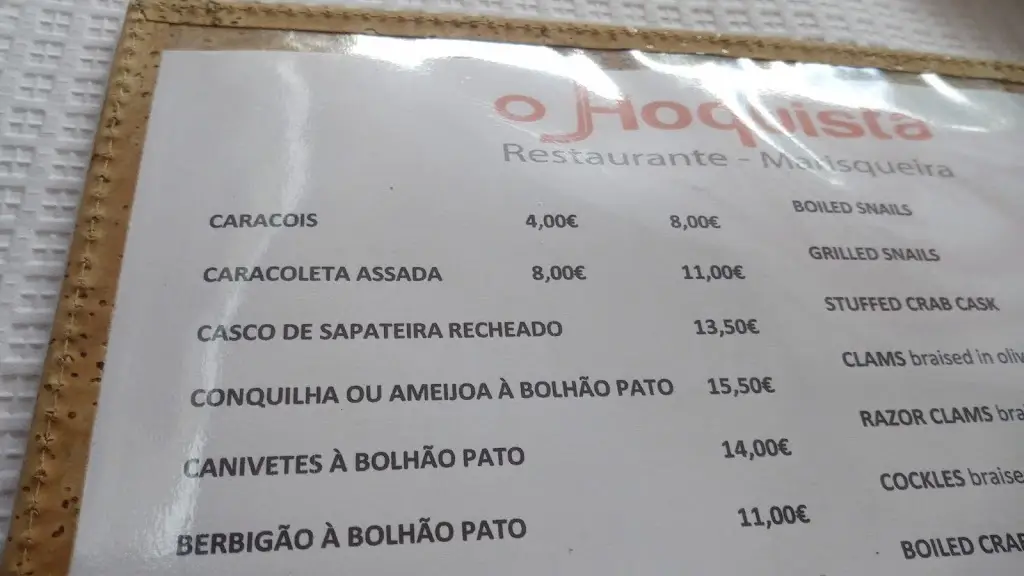 O Hoquista
Restaurante - Marisqueira
CARACOIS 4,00€ 8,00€ BOILED SNAILS
CARACOLETA ASSADA 8,00€ 11,00€ GRILLED SNAILS
CASCO DE SAPATEIRA RECHEADO 13,50€ STUFFED CRAB CASK
CONQUILHA OU AMEIJOA À BOLHÃO PATO 15,50€ CLAMS braised in
CANIVETES À BOLHÃO PATO 14,00€ RAZOR CLAMS
BERBIGÃO À BOLHÃO PATO 11,00€ COCKLES braised
BOILED